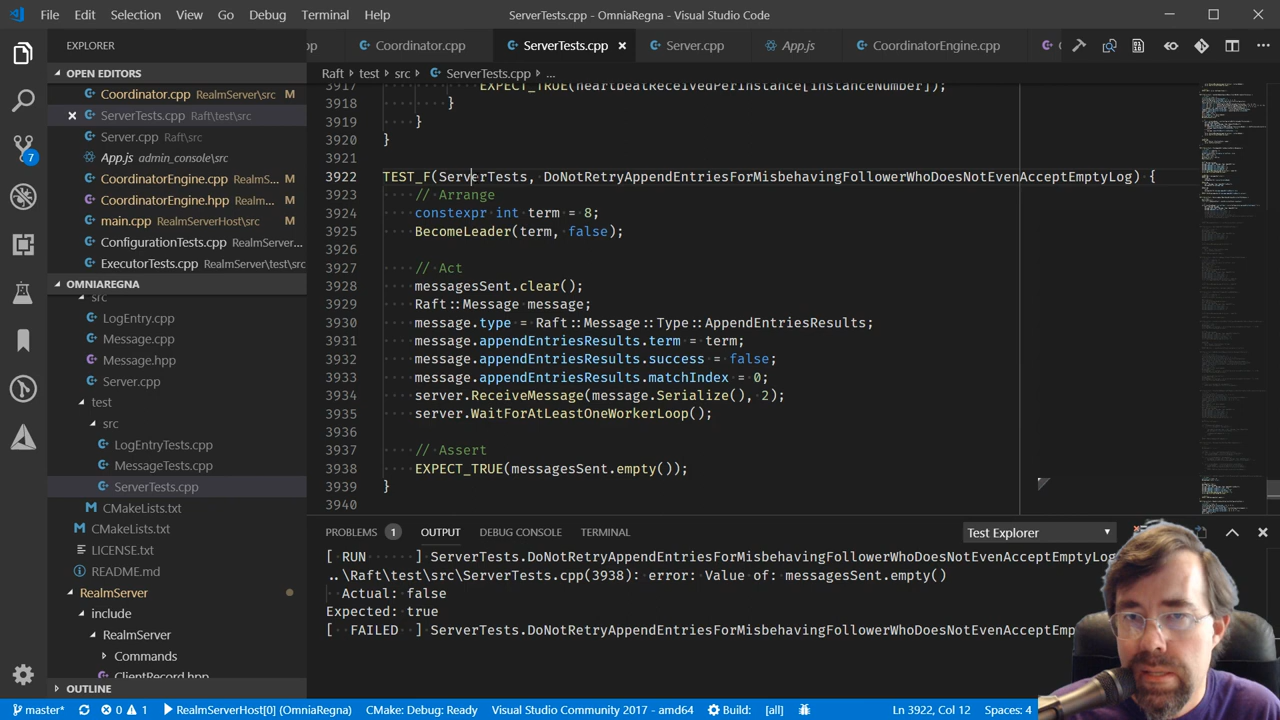 File Edit Selection View Go Debug Terminal Help
ServerTests.cpp - OmniaRegna - Visual Studio Code
EXPLORER
OPEN EDITORS
Coordinator.cpp RealmServer\src M
ServerTests.cpp Raft\test\src
Server.cpp Raft\src
App.js admin_console\src
CoordinatorEngine.cpp RealmServ... M
CoordinatorEngine.hpp RealmServ... M
main.cpp RealmServerHost\src M
ConfigurationTests.cpp RealmServer...
ExecutorTests.cpp RealmServer\test\src
7
OMNIAREGNA
src
LogEntry.cpp
Message.cpp
Message.hpp
Server.cpp
test
src
LogEntryTests.cpp
MessageTests.cpp
ServerTests.cpp
CMakeLists.txt
CMakeLists.txt
LICENSE.txt
README.md
RealmServer
include
RealmServer
Commands
ClientRecord.hpp
OUTLINE
Coordinator.cpp ServerTests.cpp Server.cpp App.js CoordinatorEngine.cpp
Raft test src ServerTests.cpp ...
3917 EXPECT_TRUE(heartbeatReceivedPerInstance[instanceNumber]);
3918 }
3919 }
3920 }
3921
3922 TEST_F(ServerTests, DoNotRetryAppendEntriesForMisbehavingFollowerWhoDoesNotEvenAcceptEmptyLog) {
3923 // Arrange
3924 constexpr int term = 8;
3925 BecomeLeader(term, false);
3926
3927 // Act
3928 messagesSent.clear();
3929 Raft::Message message;
3930 message.type = Raft::Message::Type::AppendEntriesResults;
3931 message.appendEntriesResults.term = term;
3932 message.appendEntriesResults.success = false;
3933 message.appendEntriesResults.matchIndex = 0;
3934 server.ReceiveMessage(message.Serialize(), 2);
3935 server.WaitForAtLeastOneWorkerLoop();
3936
3937 // Assert
3938 EXPECT_TRUE(messagesSent.empty());
3939 }
3940
PROBLEMS 1 OUTPUT DEBUG CONSOLE TERMINAL Test Explorer
[ RUN ] ServerTests.DoNotRetryAppendEntriesForMisbehavingFollowerWhoDoesNotEvenAcceptEmptyLog
..\Raft\test\src\ServerTests.cpp(3938): error: Value of: messagesSent.empty()
Actual: false
Expected: true
[ FAILED ] ServerTests.DoNotRetryAppendEntriesForMisbehavingFollowerWhoDoesNotEvenAcceptEmp
master* 0 1 RealmServerHost[0] (OmniaRegna) CMake: Debug: Ready Visual Studio Community 2017 - amd64 Build: [all] Ln 3922, Col 12 Spaces: 4